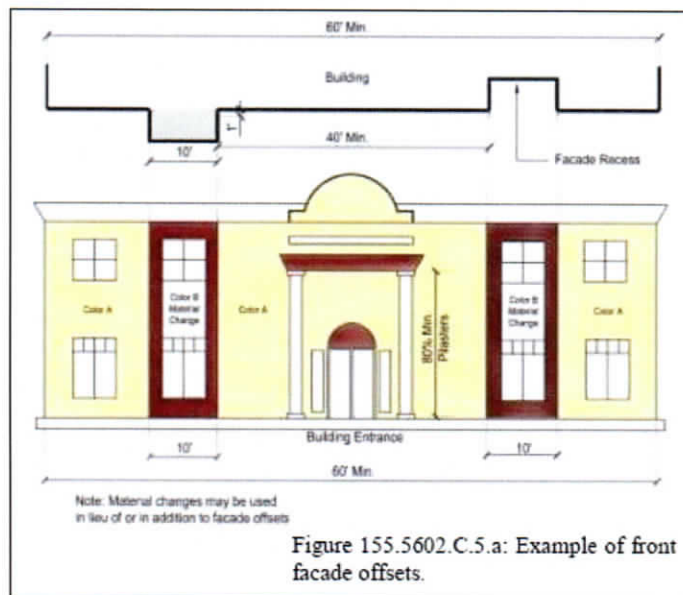 60' Min.
Building
1'
10'
40' Min.
Facade Recess
Color A
Color B
Material
Change
Color A
80% Min.
Pilasters
Color B
Material
Change
Color A
Building Entrance
10'
10'
60' Min.
Note: Material changes may be used
in lieu of or in addition to facade offsets
Figure 155.5602.C.5.a: Example of front
facade offsets.